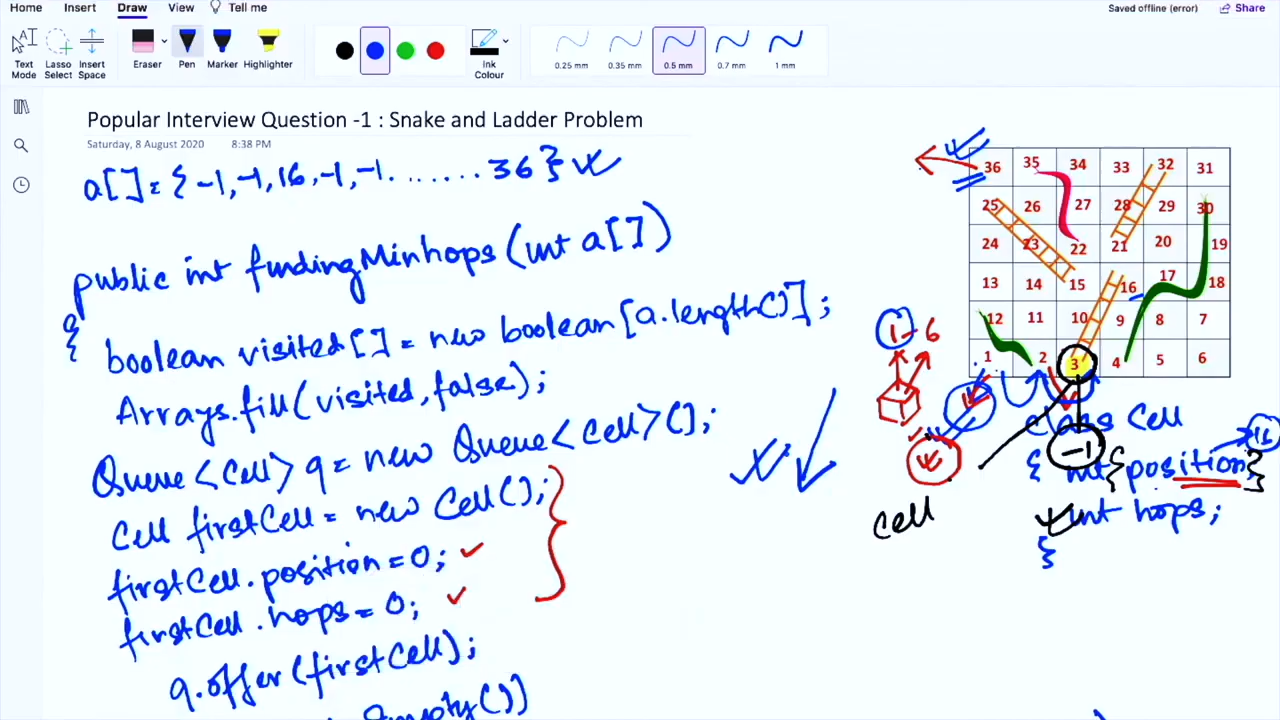 Home Insert Draw View Tell me Saved offline (error) Share
Text Mode Lasso Select Insert Space Eraser Pen Marker Highlighter Ink Colour 0.25 mm 0.35 mm 0.5 mm 0.7 mm 1 mm
Popular Interview Question -1 : Snake and Ladder Problem
Saturday, 8 August 2020 8:38 PM
a[] = {-1,-1,16,-1,-1.......36}
public int findingMinhops (int a[])
{
boolean visited[] = new boolean[a.length()];
Arrays.fill(visited,false);
Queue<Cell> q = new Queue<Cell>();
Cell firstCell = new Cell();
firstCell.position=0;
firstCell.hops = 0;
q.offer(firstCell);
Empty())
36 35 34 33 32 31
25 26 27 28 29 30
24 23 22 21 20 19
13 14 15 16 17 18
12 11 10 9 8 7
1 2 3 4 5 6
1-6
class Cell
-1
16
{ int {position }
int hops;
}
cell